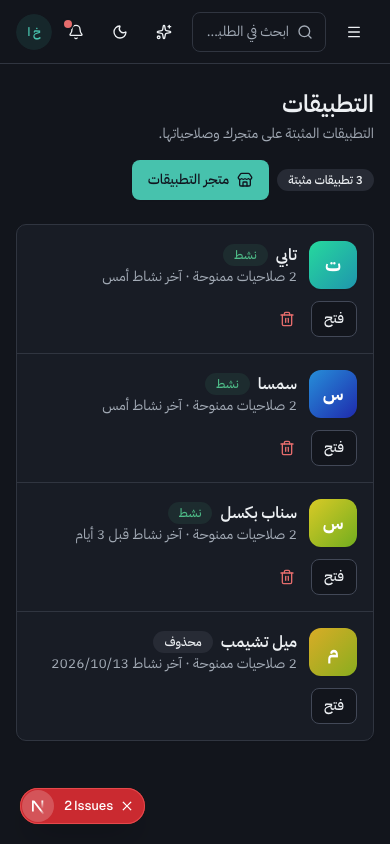 ابحث في الطلبـ...
خ ا
التطبيقات
التطبيقات المثبتة على متجرك وصلاحياتها.
3 تطبيقات مثبتة
متجر التطبيقات
ت
تابي نشط
2 صلاحيات ممنوحة · آخر نشاط أمس
فتح
س
سمسا نشط
2 صلاحيات ممنوحة · آخر نشاط أمس
فتح
س
سناب بكسل نشط
2 صلاحيات ممنوحة · آخر نشاط قبل 3 أيام
فتح
م
ميل تشيمب محذوف
2 صلاحيات ممنوحة · آخر نشاط 2026/10/13
فتح
N 2 Issues